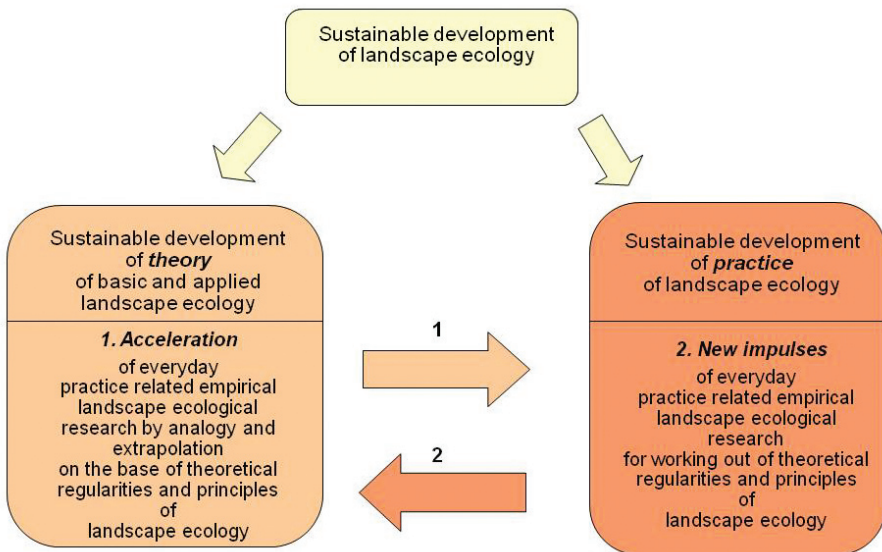 Sustainable development
of landscape ecology
Sustainable development
of theory
of basic and applied
landscape ecology
1. Acceleration
of everyday
practice related empirical
landscape ecological
research by analogy and
extrapolation
on the base of theoretical
regularities and principles
of
landscape ecology
1
2
Sustainable development
of practice
of landscape ecology
2. New impulses
of everyday
practice related empirical
landscape ecological
research
for working out of theoretical
regularities and principles
of
landscape ecology